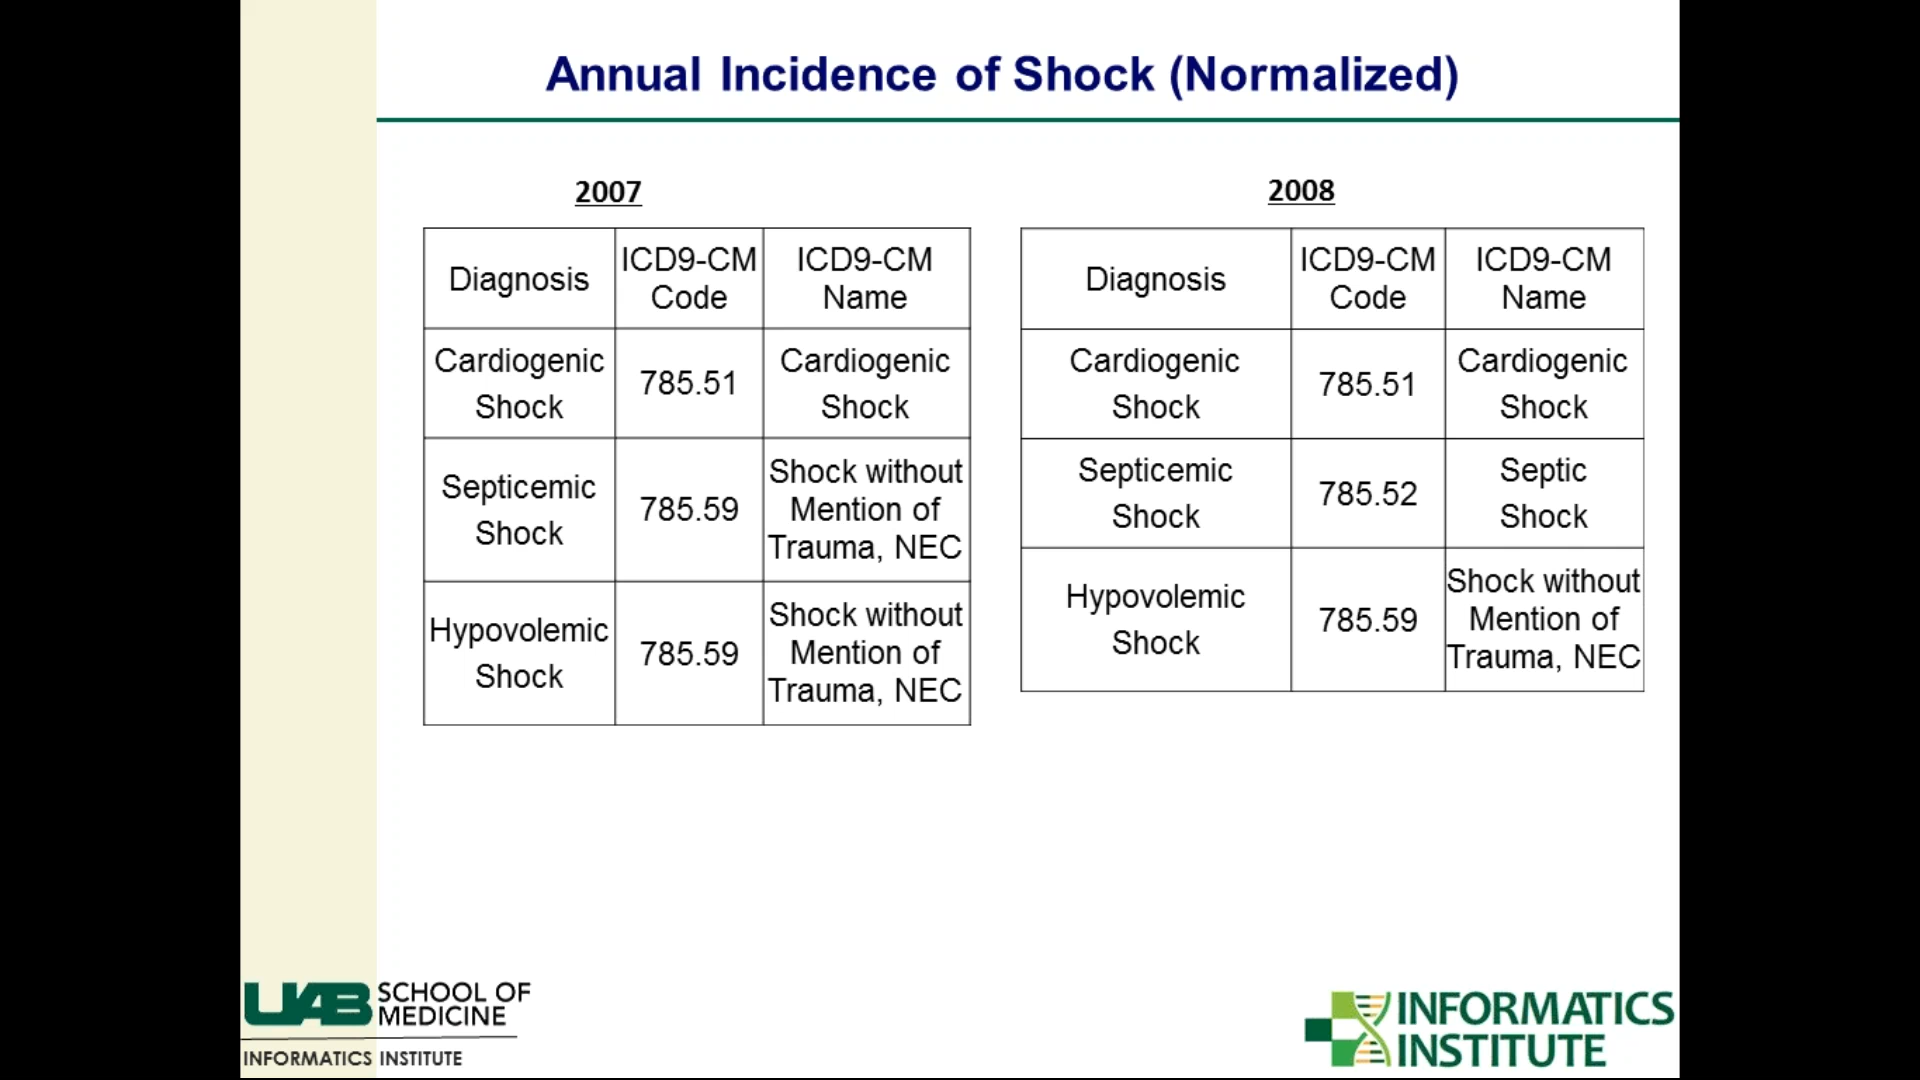 Annual Incidence of Shock (Normalized)
2007
Diagnosis
ICD9-CM
Code
ICD9-CM
Name
Cardiogenic
Shock
785.51
Cardiogenic
Shock
Septicemic
Shock
785.59
Shock without
Mention of
Trauma, NEC
Hypovolemic
Shock
785.59
Shock without
Mention of
Trauma, NEC
2008
Diagnosis
ICD9-CM
Code
ICD9-CM
Name
Cardiogenic
Shock
785.51
Cardiogenic
Shock
Septicemic
Shock
785.52
Septic
Shock
Hypovolemic
Shock
785.59
Shock without
Mention of
Trauma, NEC
UAB SCHOOL OF
MEDICINE
INFORMATICS INSTITUTE
INFORMATICS
INSTITUTE